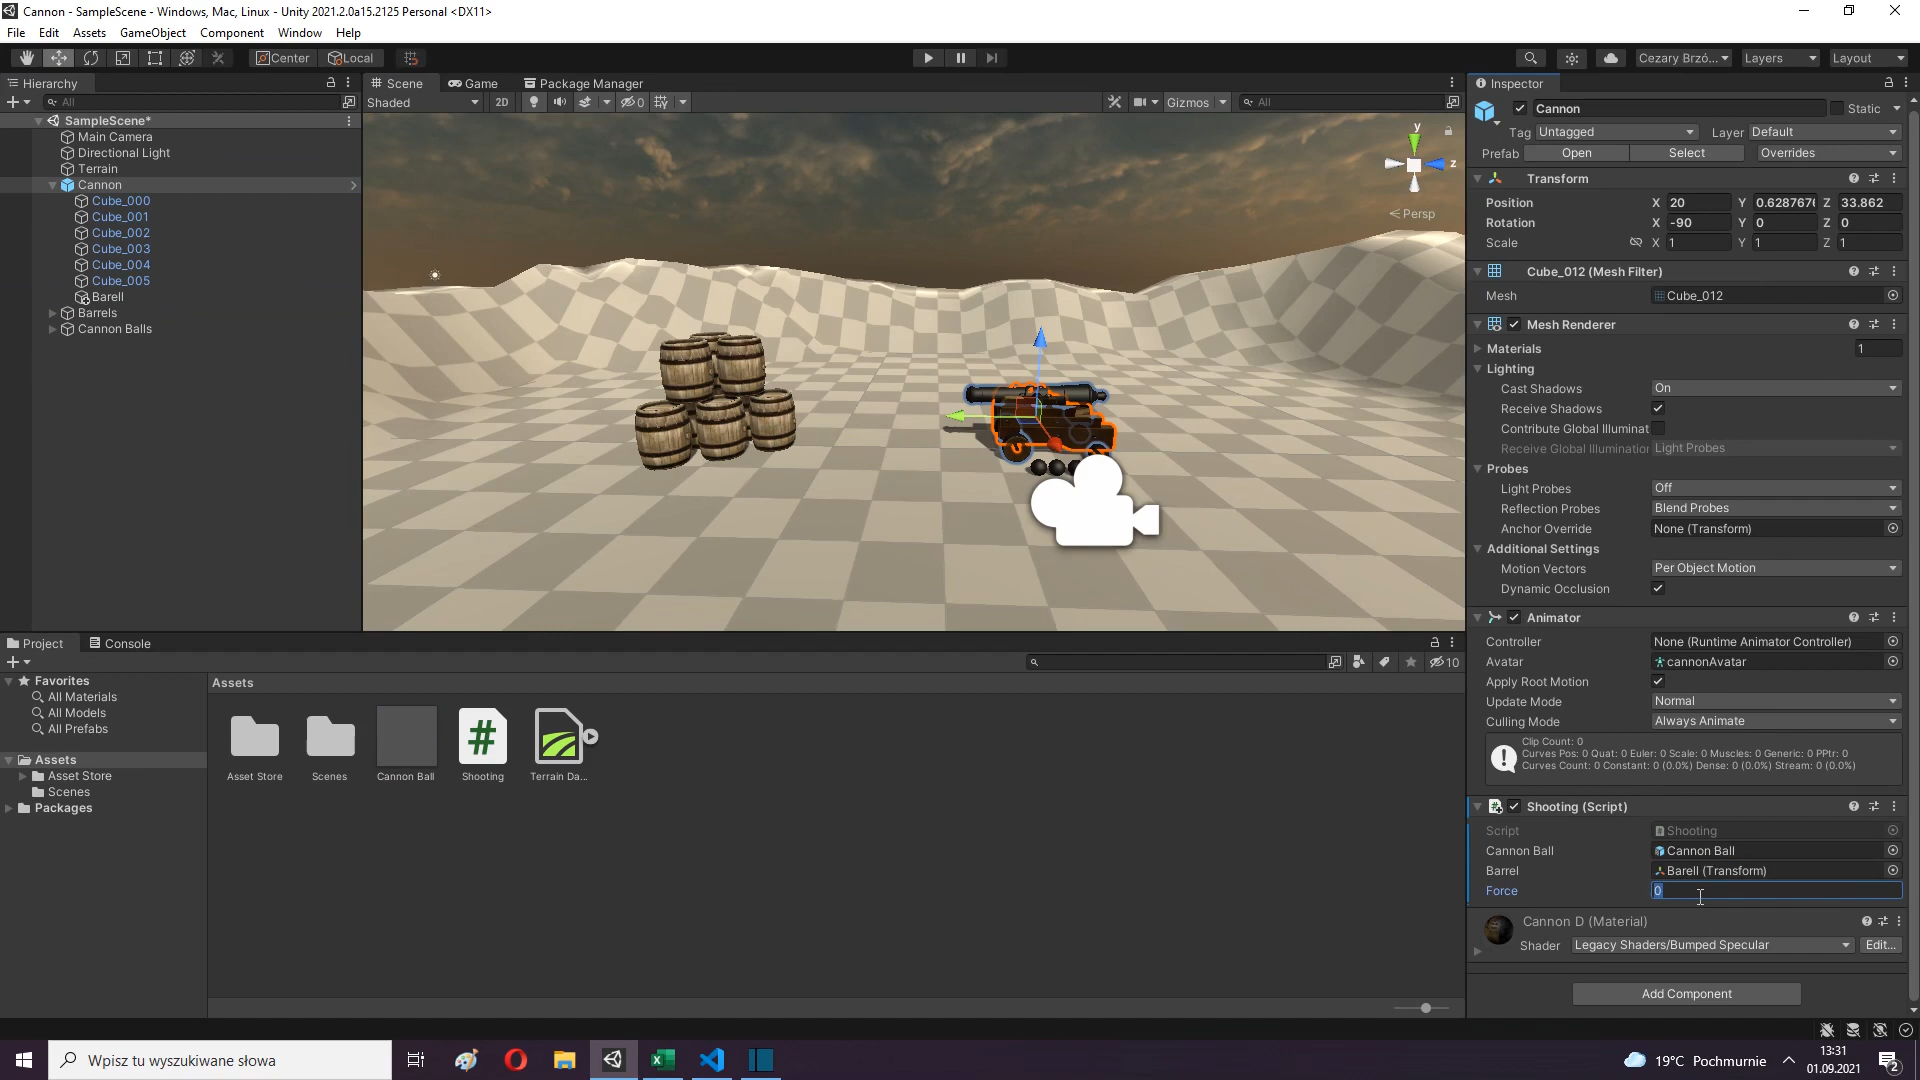 Cannon - SampleScene - Windows, Mac, Linux - Unity 2021.2.0a15.2125 Personal <DX11>
File Edit Assets GameObject Component Window Help
Center Local Cezary Brzó... Layers Layout
Hierarchy
All
SampleScene*
Main Camera
Directional Light
Terrain
Cannon
Cube_000
Cube_001
Cube_002
Cube_003
Cube_004
Cube_005
Barell
Barrels
Cannon Balls
Scene Game Package Manager
Shaded 2D 0 Gizmos All
y
z
Persp
Inspector
Cannon Static
Tag Untagged Layer Default
Prefab Open Select Overrides
Transform
Position X 20 Y 0.6287676 Z 33.862
Rotation X -90 Y 0 Z 0
Scale X 1 Y 1 Z 1
Cube_012 (Mesh Filter)
Mesh Cube_012
Mesh Renderer
Materials 1
Lighting
Cast Shadows On
Receive Shadows
Contribute Global Illuminat
Receive Global Illumination Light Probes
Probes
Light Probes Off
Reflection Probes Blend Probes
Anchor Override None (Transform)
Additional Settings
Motion Vectors Per Object Motion
Dynamic Occlusion
Animator
Controller None (Runtime Animator Controller)
Avatar cannonAvatar
Apply Root Motion
Update Mode Normal
Culling Mode Always Animate
Clip Count: 0
Curves Pos: 0 Quat: 0 Euler: 0 Scale: 0 Muscles: 0 Generic: 0 PPtr: 0
Curves Count: 0 Constant: 0 (0.0%) Dense: 0 (0.0%) Stream: 0 (0.0%)
Shooting (Script)
Script Shooting
Cannon Ball Cannon Ball
Barrel Barell (Transform)
Force 0
Cannon D (Material)
Shader Legacy Shaders/Bumped Specular Edit...
Add Component
Project Console
10
Favorites
All Materials
All Models
All Prefabs
Assets
Asset Store
Scenes
Packages
Assets
Asset Store Scenes Cannon Ball Shooting Terrain Da...
Wpisz tu wyszukiwane słowa
19°C Pochmurnie
13:31
01.09.2021
2